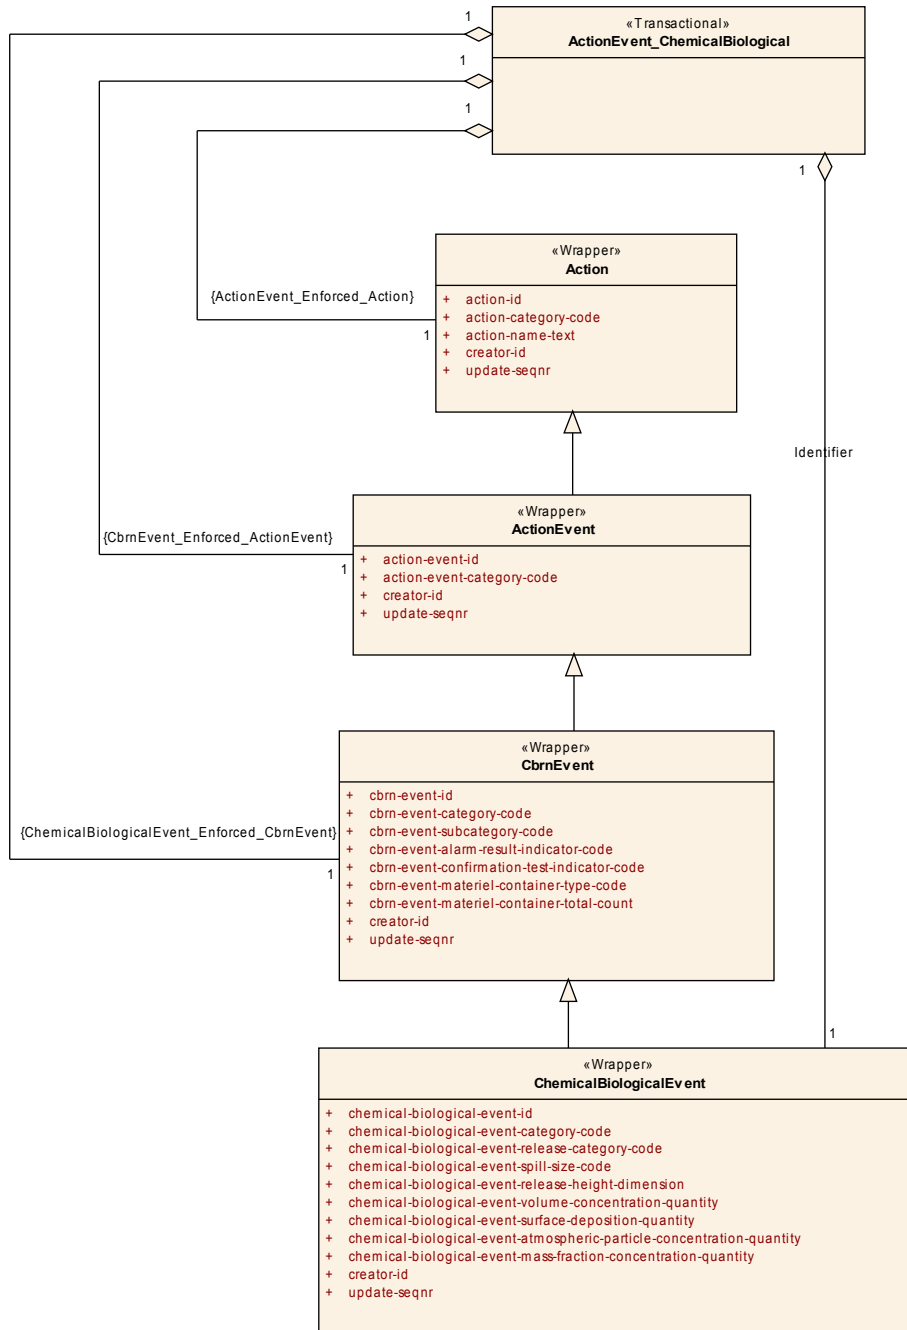 1
«Transactional»
ActionEvent_ChemicalBiological
1
1
1
«Wrapper»
Action
{ActionEvent_Enforced_Action}
+ action-id
+ action-category-code
+ action-name-text
1
+ creator-id
+ update-seqnr
Identifier
«Wrapper»
ActionEvent
{CbrnEvent_Enforced_ActionEvent}
+ action-event-id
1
+ action-event-category-code
+ creator-id
+ update-seqnr
«Wrapper»
CbrnEvent
+ cbrn-event-id
+ cbrn-event-category-code
{ChemicalBiologicalEvent_Enforced_CbrnEvent}
+ cbrn-event-subcategory-code
+ cbrn-event-alarm-result-indicator-code
+ cbrn-event-confirmation-test-indicator-code
1
+ cbrn-event-materiel-container-type-code
+ cbrn-event-materiel-container-total-count
+ creator-id
+ update-seqnr
1
«Wrapper»
ChemicalBiologicalEvent
+ chemical-biological-event-id
+ chemical-biological-event-category-code
+ chemical-biological-event-release-category-code
+ chemical-biological-event-spill-size-code
+ chemical-biological-event-release-height-dimension
+ chemical-biological-event-volume-concentration-quantity
+ chemical-biological-event-surface-deposition-quantity
+ chemical-biological-event-atmospheric-particle-concentration-quantity
+ chemical-biological-event-mass-fraction-concentration-quantity
+ creator-id
+ update-seqnr